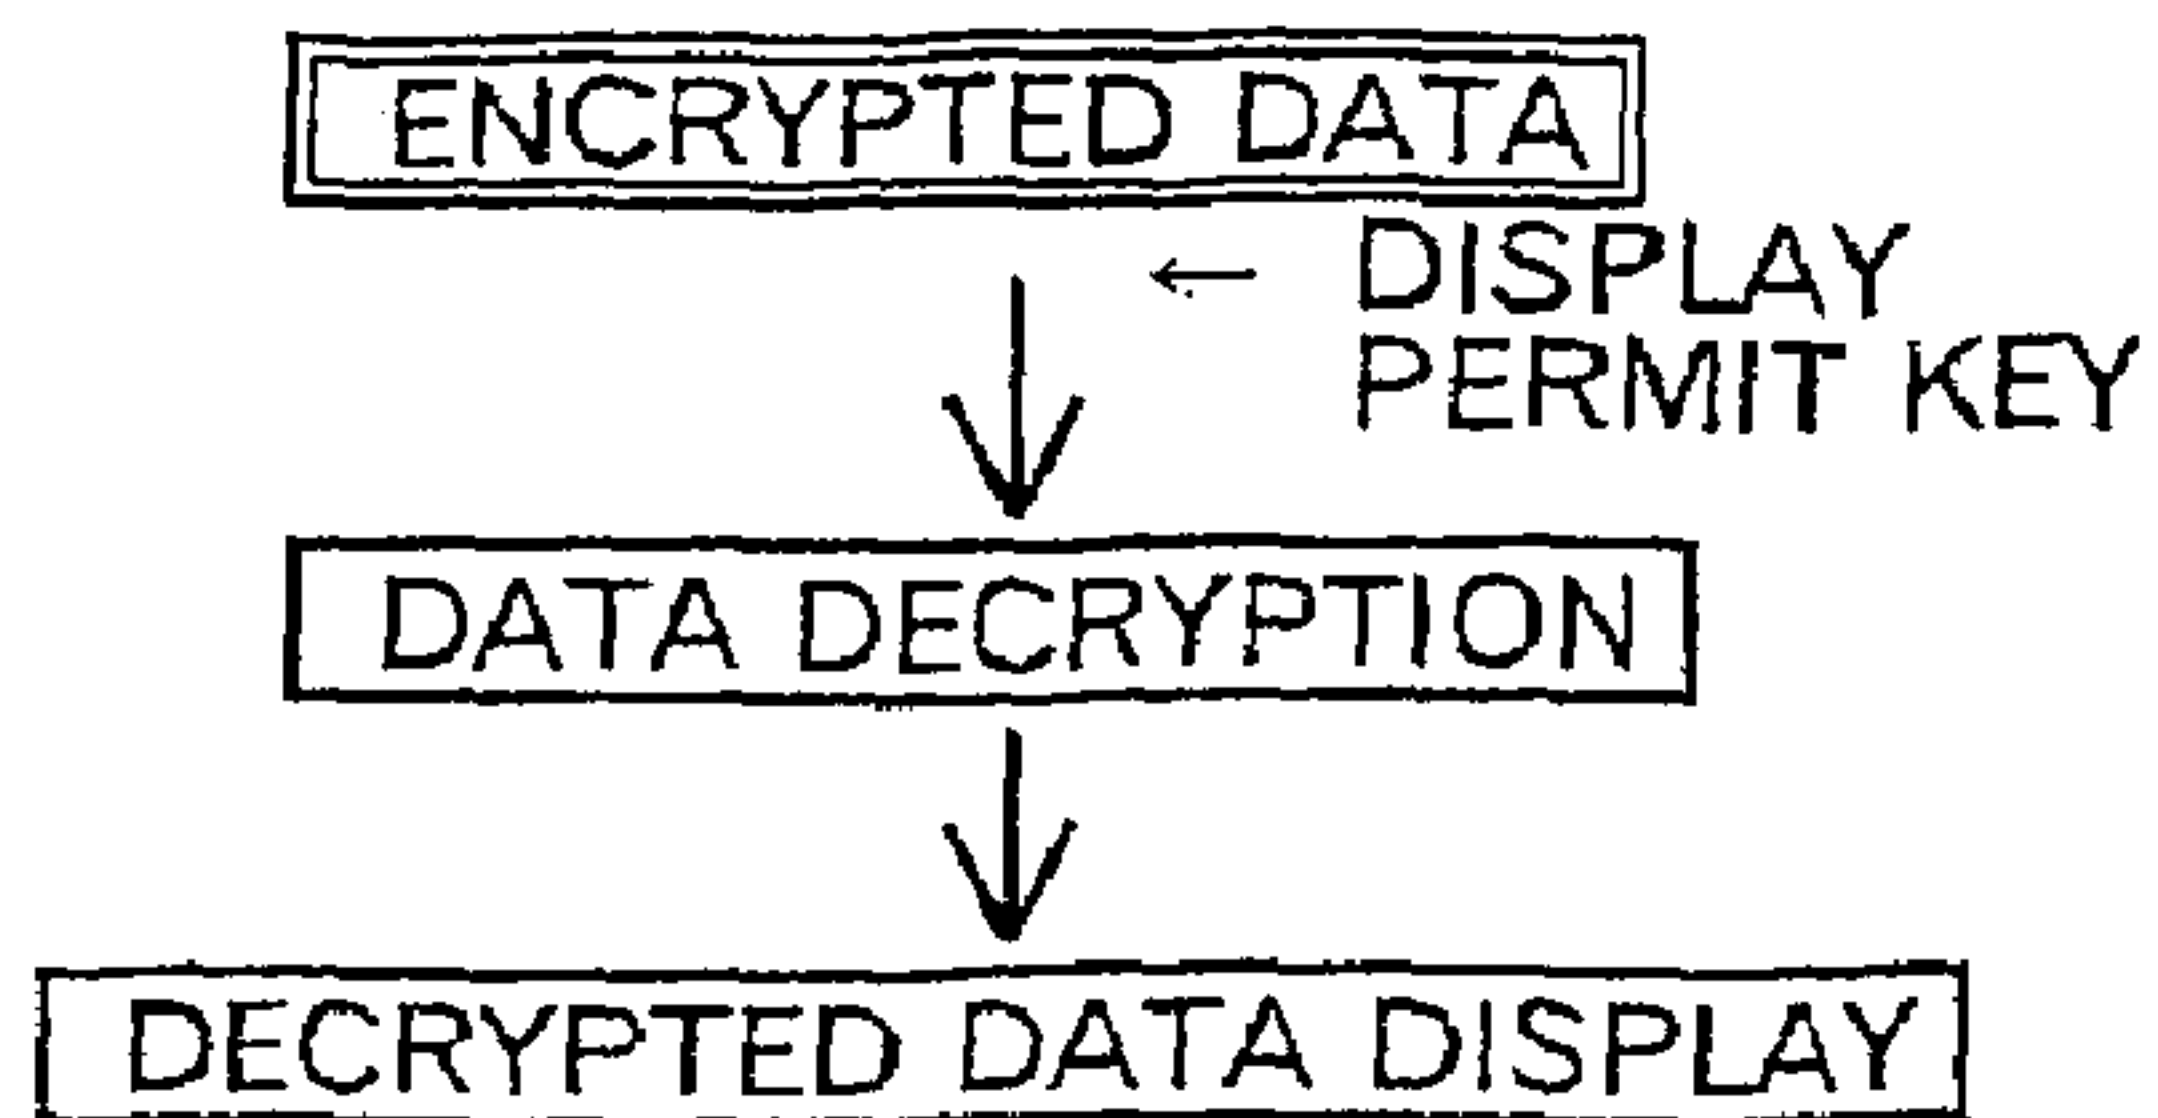 ENCRYPTED DATA
DISPLAY
PERMIT KEY
DATA DECRYPTION
DECRYPTED DATA DISPLAY